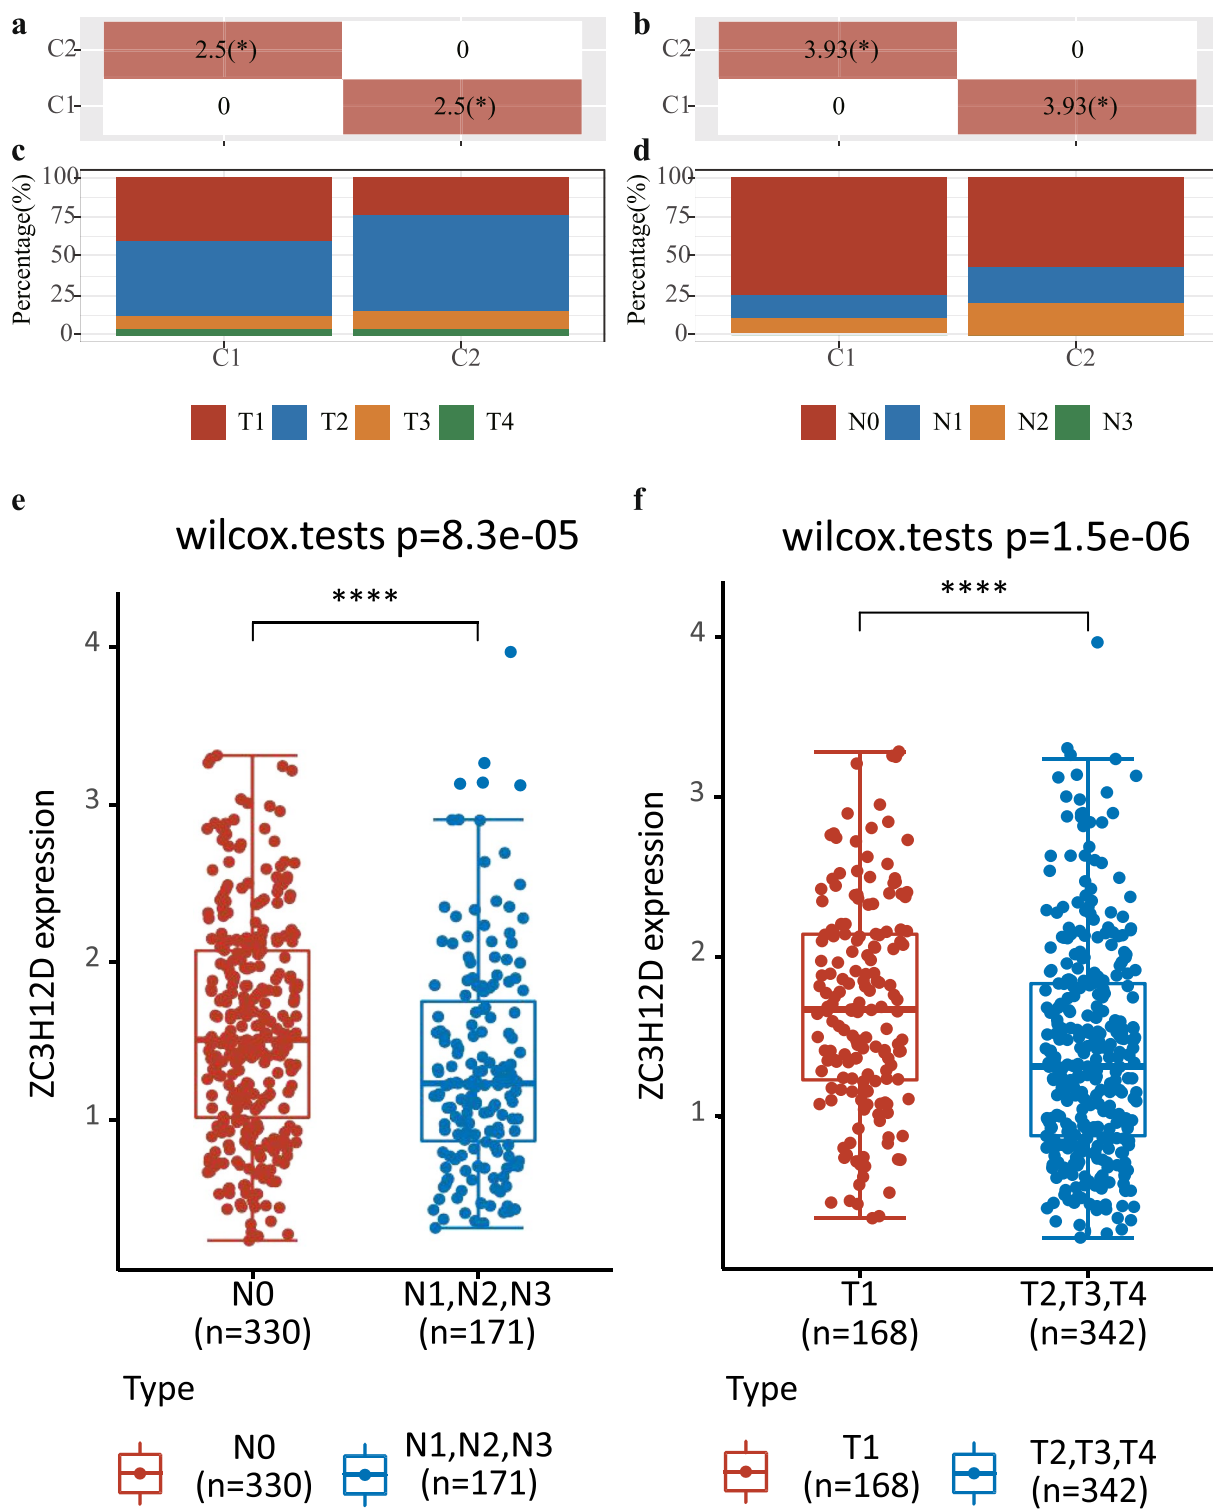 a
b
C2
2.5(*)
0
C2
3.93(*)
0
C1
0
2.5(*)
C1
0
3.93(*)
c
d
Percentage(%)
100
75
50
25
0
C1
C2
Percentage(%)
100
75
50
25
0
C1
C2
T1 T2 T3 T4
N0 N1 N2 N3
e
f
wilcox.tests p=8.3e-05
****
ZC3H12D expression
4
3
2
1
N0
(n=330)
N1,N2,N3
(n=171)
Type
N0
(n=330)
N1,N2,N3
(n=171)
wilcox.tests p=1.5e-06
****
ZC3H12D expression
4
3
2
1
T1
(n=168)
T2,T3,T4
(n=342)
Type
T1
(n=168)
T2,T3,T4
(n=342)